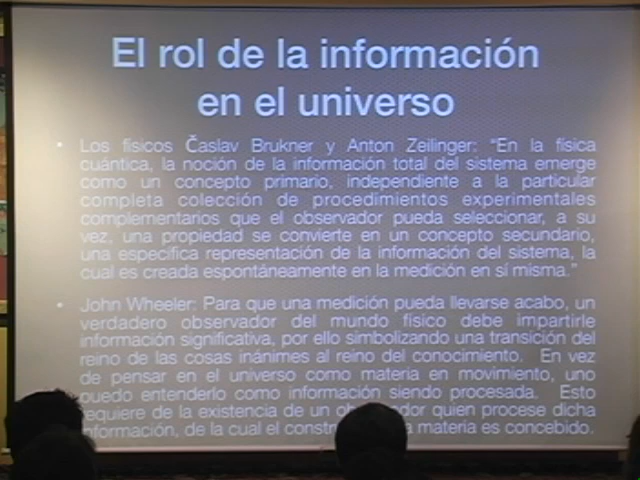 El rol de la información
en el universo
• Los físicos Časlav Brukner y Anton Zeilinger: “En la física
cuántica, la noción de la información total del sistema emerge
como un concepto primario, independiente a la particular
completa colección de procedimientos experimentales
complementarios que el observador pueda seleccionar, a su
vez, una propiedad se convierte en un concepto secundario,
una especifica representación de la información del sistema, la
cual es creada espontáneamente en la medición en sí misma.”
• John Wheeler: Para que una medición pueda llevarse acabo, un
verdadero observador del mundo físico debe impartirle
información significativa, por ello simbolizando una transición del
reino de las cosas inánimes al reino del conocimiento. En vez
de pensar en el universo como materia en movimiento, uno
puedo entenderlo como información siendo procesada. Esto
requiere de la existencia de un quien procese dicha
información, de la cual el materia es concebido.